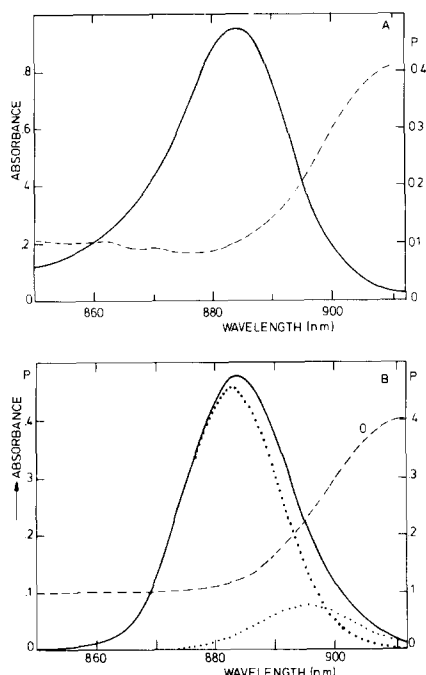 A
P
ABSORBANCE
.8
.6
.4
.2
0
04
03
02
01
0
860 880 900
WAVELENGTH (nm)
P
B
P
0
ABSORBANCE
.4
.3
.2
.1
0
4
3
2
1
0
860 880 900
WAVELENGTH (nm)